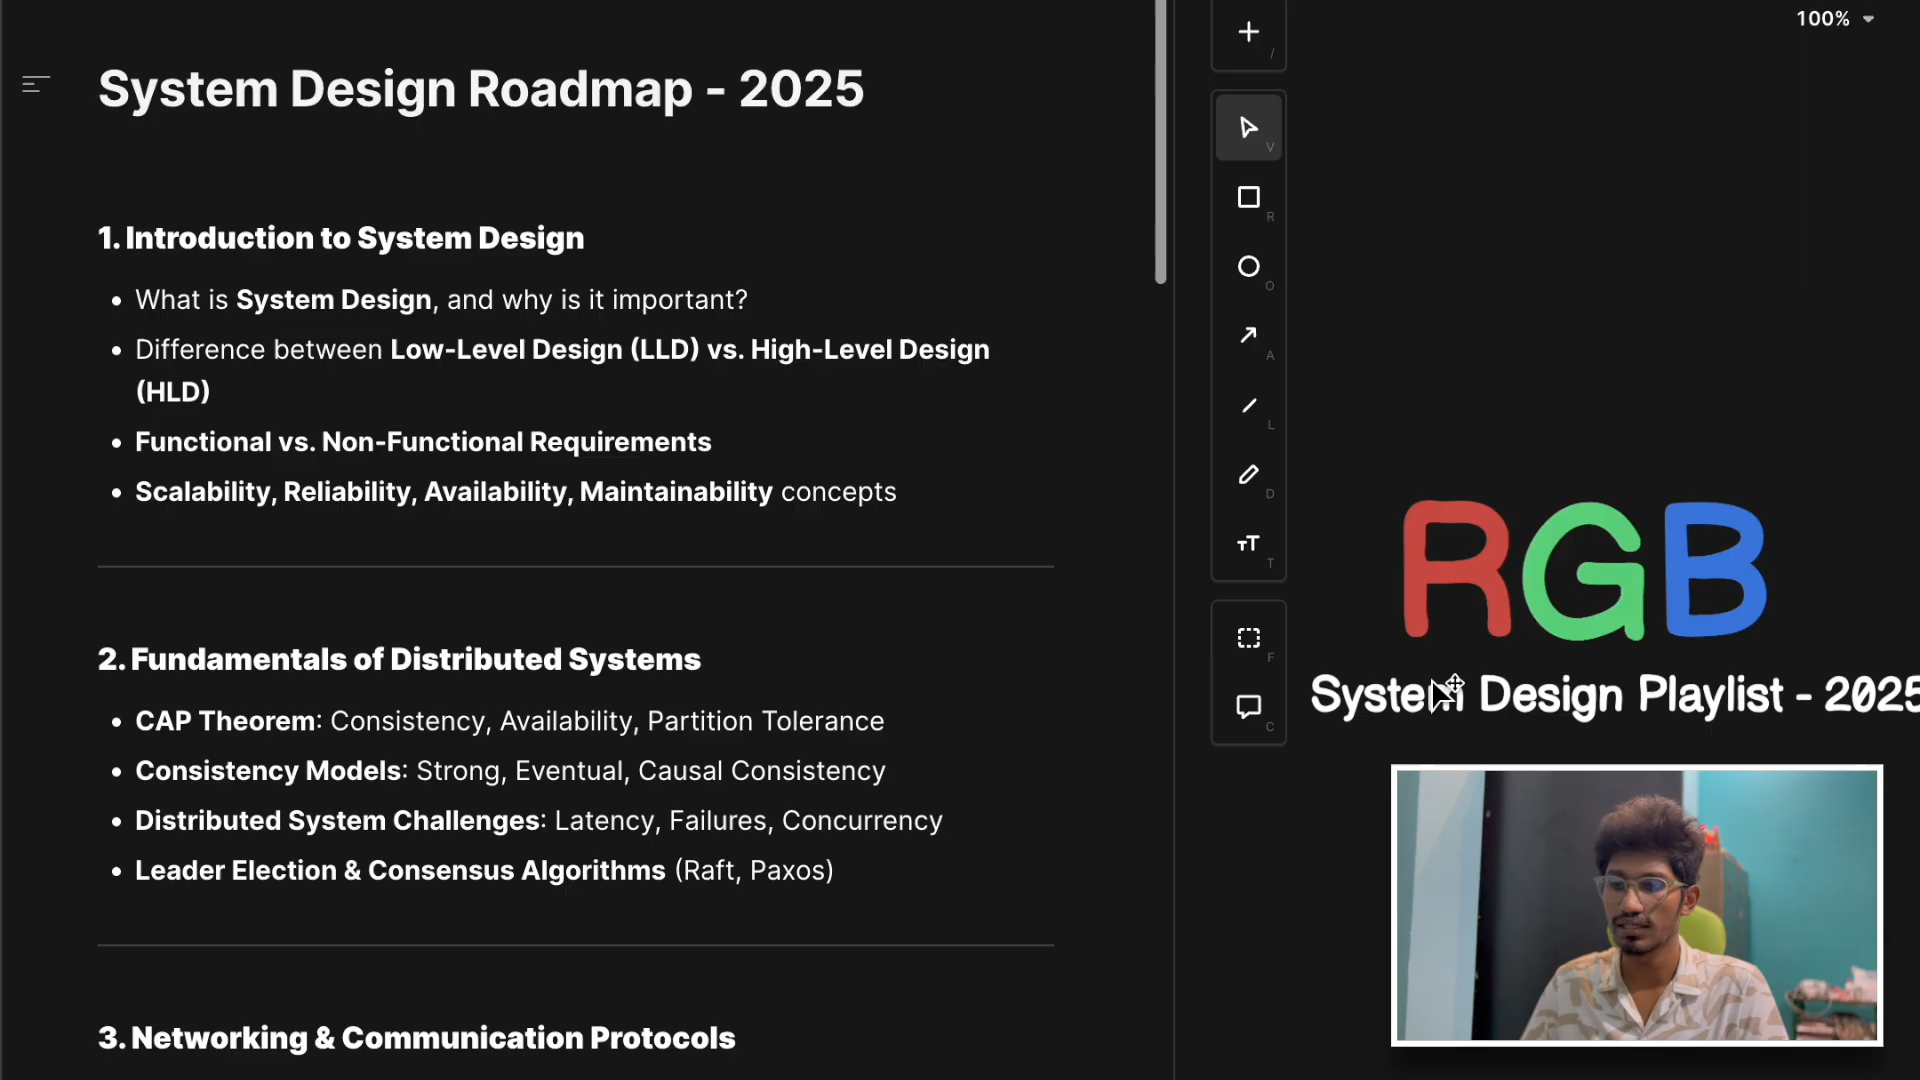 System Design Roadmap - 2025
1. Introduction to System Design
• What is System Design, and why is it important?
• Difference between Low-Level Design (LLD) vs. High-Level Design
(HLD)
• Functional vs. Non-Functional Requirements
• Scalability, Reliability, Availability, Maintainability concepts
2. Fundamentals of Distributed Systems
• CAP Theorem: Consistency, Availability, Partition Tolerance
• Consistency Models: Strong, Eventual, Causal Consistency
• Distributed System Challenges: Latency, Failures, Concurrency
• Leader Election & Consensus Algorithms (Raft, Paxos)
3. Networking & Communication Protocols
/
V
R
O
A
L
D
TT
T
F
C
100%
RGB
System Design Playlist - 2025